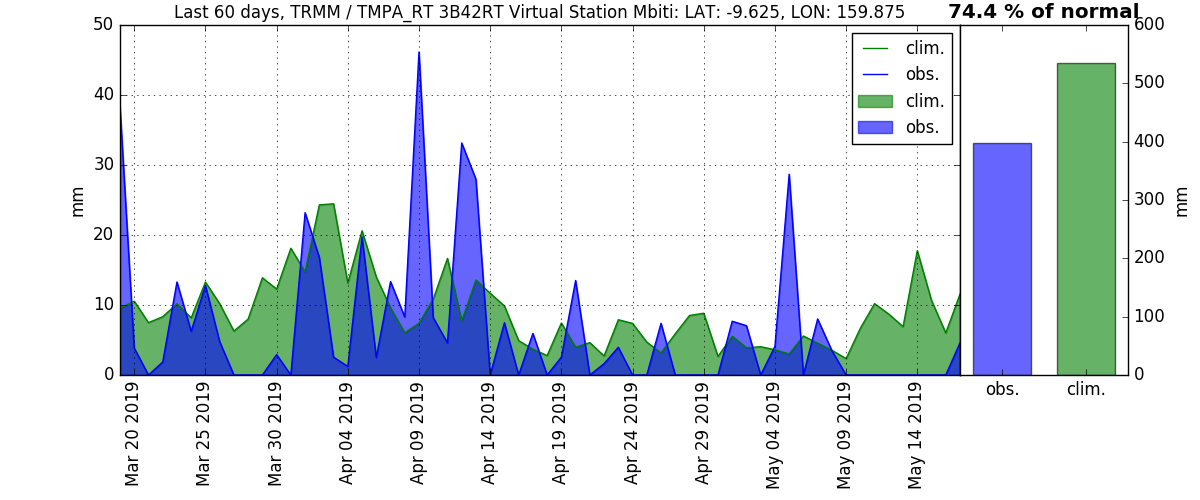 Last 60 days, TRMM / TMPA_RT 3B42RT Virtual Station Mbiti: LAT: -9.625, LON: 159.875
74.4 % of normal
50
40
30
20
10
0
mm
clim.
obs.
clim.
obs.
Mar 20 2019
Mar 25 2019
Mar 30 2019
Apr 04 2019
Apr 09 2019
Apr 14 2019
Apr 19 2019
Apr 24 2019
Apr 29 2019
May 04 2019
May 09 2019
May 14 2019
600
500
400
300
200
100
0
mm
obs.
clim.